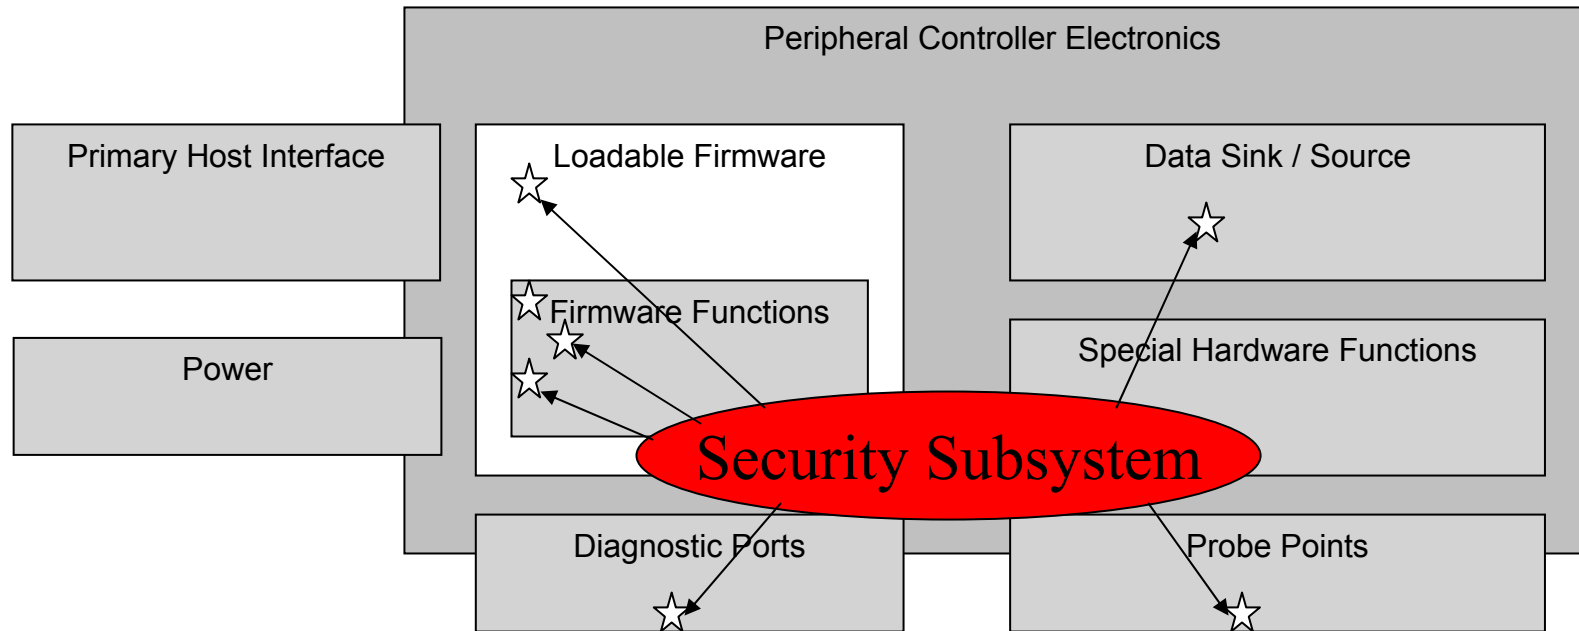 Peripheral Controller Electronics
Primary Host Interface
Loadable Firmware
Data Sink / Source
Firmware Functions
Power
Special Hardware Functions
Security Subsystem
Diagnostic Ports
Probe Points